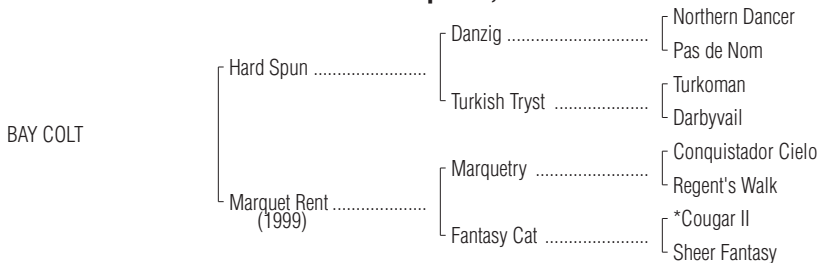 Northern Dancer
Danzig ..............................
Pas de Nom
Hard Spun ........................
Turkoman
Turkish Tryst ....................
Darbyvail
BAY COLT
Conquistador Cielo
Marquetry ........................
Regent's Walk
Marquet Rent ....................
(1999)
*Cougar II
Fantasy Cat ......................
Sheer Fantasy